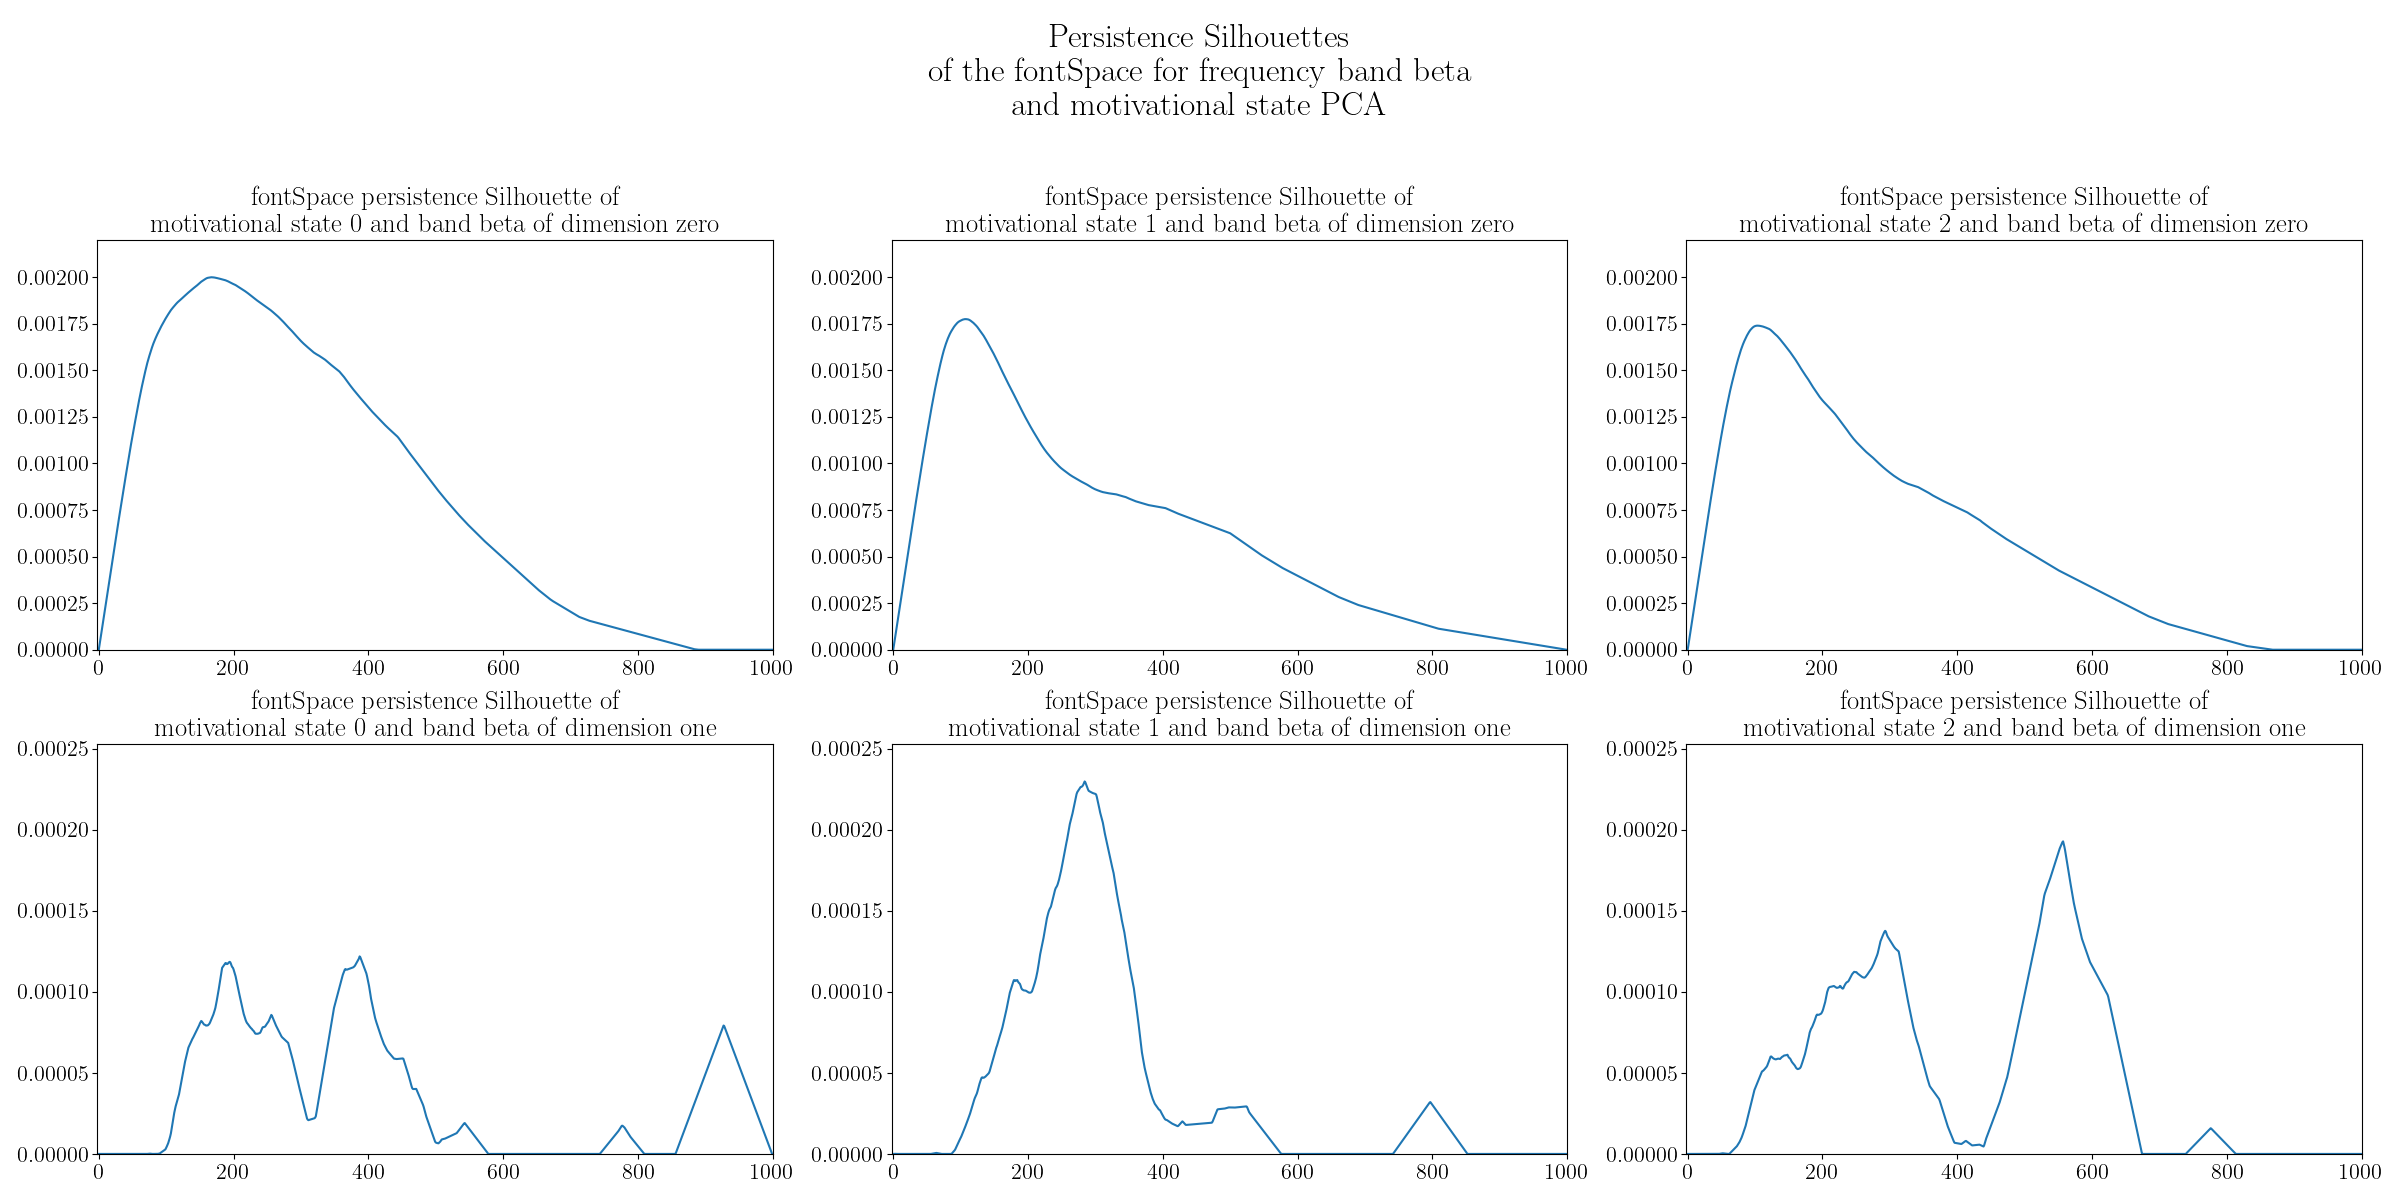 Persistence Silhouettes
of the fontSpace for frequency band beta
and motivational state PCA
fontSpace persistence Silhouette of
motivational state 0 and band beta of dimension zero
0.00200
0.00175
0.00150
0.00125
0.00100
0.00075
0.00050
0.00025
0.00000
0 200 400 600 800 1000
fontSpace persistence Silhouette of
motivational state 1 and band beta of dimension zero
0.00200
0.00175
0.00150
0.00125
0.00100
0.00075
0.00050
0.00025
0.00000
0 200 400 600 800 1000
fontSpace persistence Silhouette of
motivational state 2 and band beta of dimension zero
0.00200
0.00175
0.00150
0.00125
0.00100
0.00075
0.00050
0.00025
0.00000
0 200 400 600 800 1000
fontSpace persistence Silhouette of
motivational state 0 and band beta of dimension one
0.00025
0.00020
0.00015
0.00010
0.00005
0.00000
0 200 400 600 800 1000
fontSpace persistence Silhouette of
motivational state 1 and band beta of dimension one
0.00025
0.00020
0.00015
0.00010
0.00005
0.00000
0 200 400 600 800 1000
fontSpace persistence Silhouette of
motivational state 2 and band beta of dimension one
0.00025
0.00020
0.00015
0.00010
0.00005
0.00000
0 200 400 600 800 1000